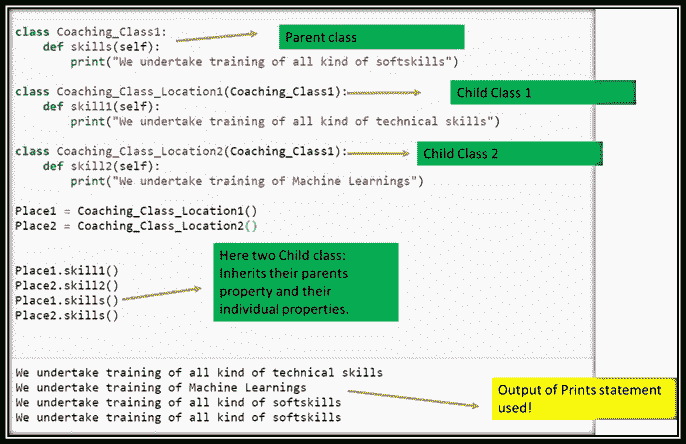 class Coaching_Class1:
Parent class
def skills(self):
print("We undertake training of all kind of softskills")
class Coaching_Class_Location1(Coaching_Class1):
Child Class 1
def skill1(self):
print("We undertake training of all kind of technical skills")
class Coaching_Class_Location2(Coaching_Class1):
Child Class 2
def skill2(self):
print("We undertake training of Machine Learnings")
Place1 = Coaching_Class_Location1()
Place2 = Coaching_Class_Location2()
Here two Child class:
Inherits their parents
property and their
individual properties.
Place1.skill1()
Place2.skill2()
Place1.skills()
Place2.skills()
We undertake training of all kind of technical skills
We undertake training of Machine Learnings
We undertake training of all kind of softskills
We undertake training of all kind of softskills
Output of Prints statement
used!